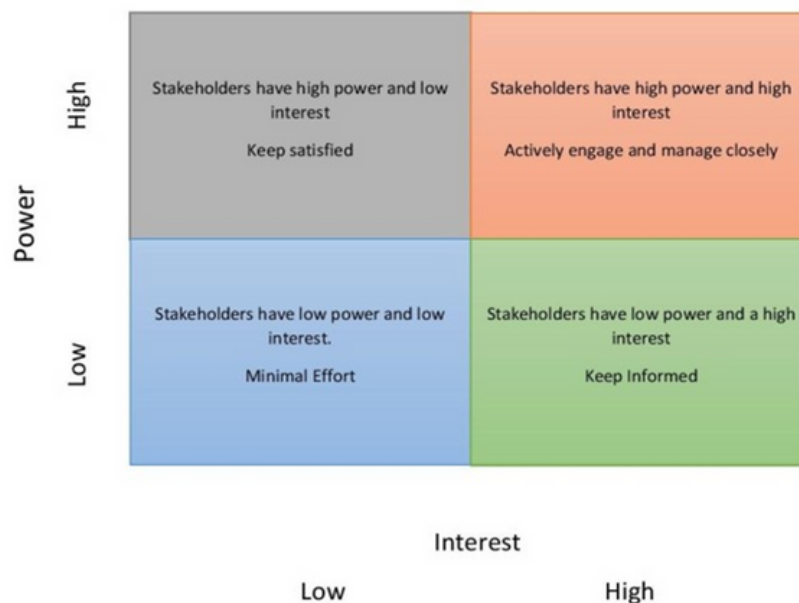 High
Stakeholders have high power and low
interest
Keep satisfied
Stakeholders have high power and high
interest
Actively engage and manage closely
Power
Low
Stakeholders have low power and low
interest.
Minimal Effort
Stakeholders have low power and a high
interest
Keep Informed
Interest
Low
High